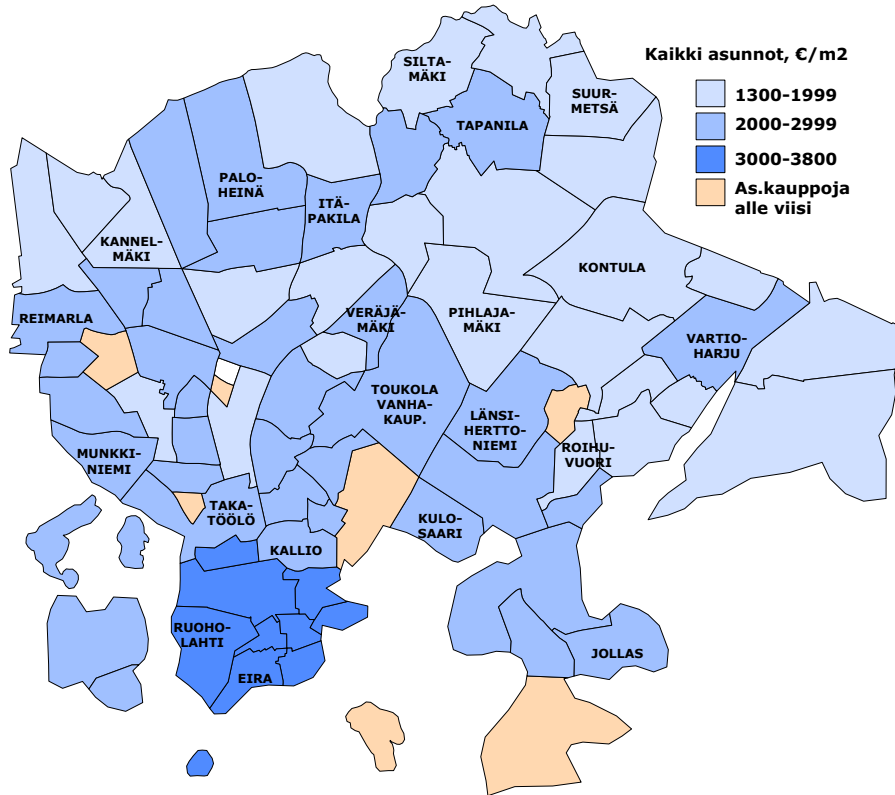 Kaikki asunnot, €/m2
1300-1999
2000-2999
3000-3800
As.kauppoja
alle viisi
SILTA-
MÄKI
SUUR-
METSÄ
TAPANILA
PALO-
HEINÄ
ITÄ-
PAKILA
KANNEL-
MÄKI
KONTULA
REIMARLA
VERÄJÄ-
MÄKI
PIHLAJA-
MÄKI
VARTIO-
HARJU
TOUKOLA
VANHA-
KAUP.
LÄNSI-
HERTTO-
NIEMI
ROIHU-
VUORI
MUNKKI-
NIEMI
TAKA-
TÖÖLÖ
KULO-
SAARI
KALLIO
RUOHO-
LAHTI
JOLLAS
EIRA